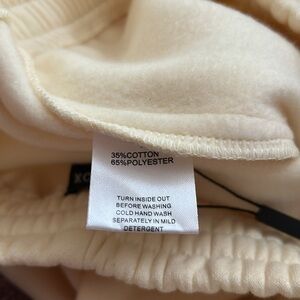 35%COTTON
65%POLYESTER
TURN INSIDE OUT
BEFORE WASHING
COLD HAND WASH
SEPARATELY IN MILD
DETERGENT